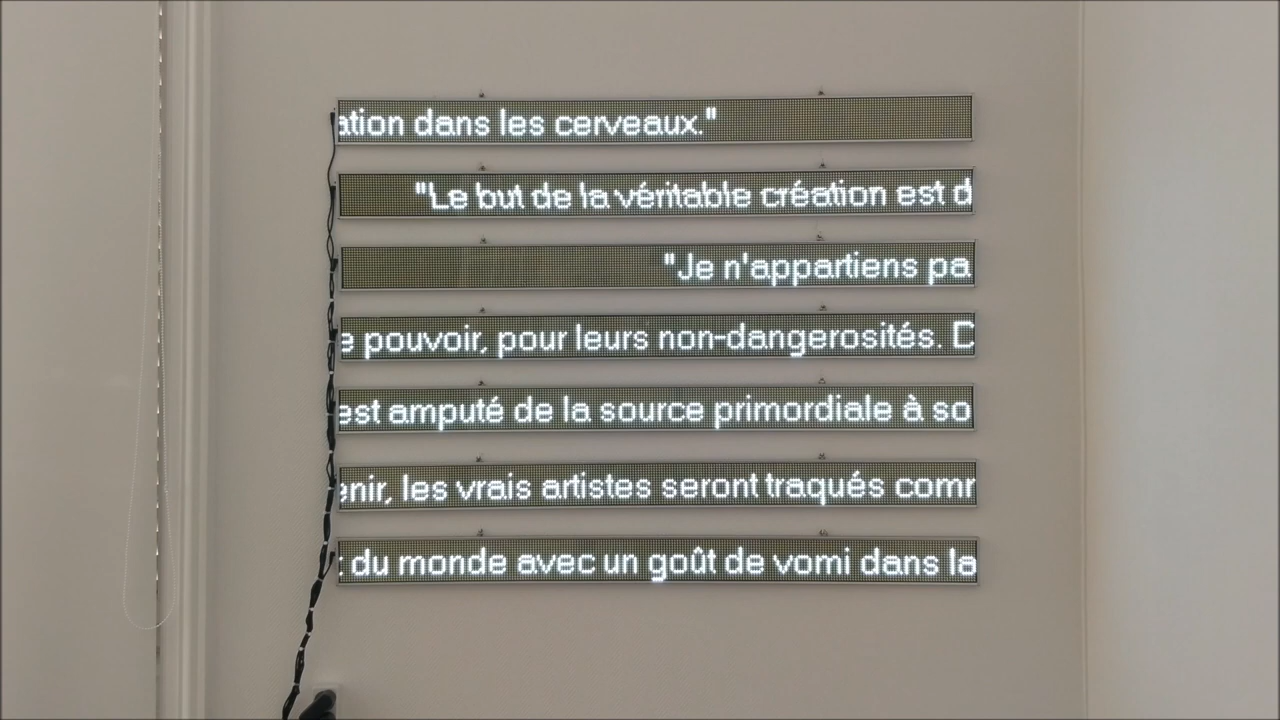 ation dans les cerveaux."
"Le but de la véritable création est d
"Je n'appartiens pa
e pouvoir, pour leurs non-dangerosités. D
est amputé de la source primordiale à so
enir, les vrais artistes seront traqués comm
du monde avec un goût de vomi dans la